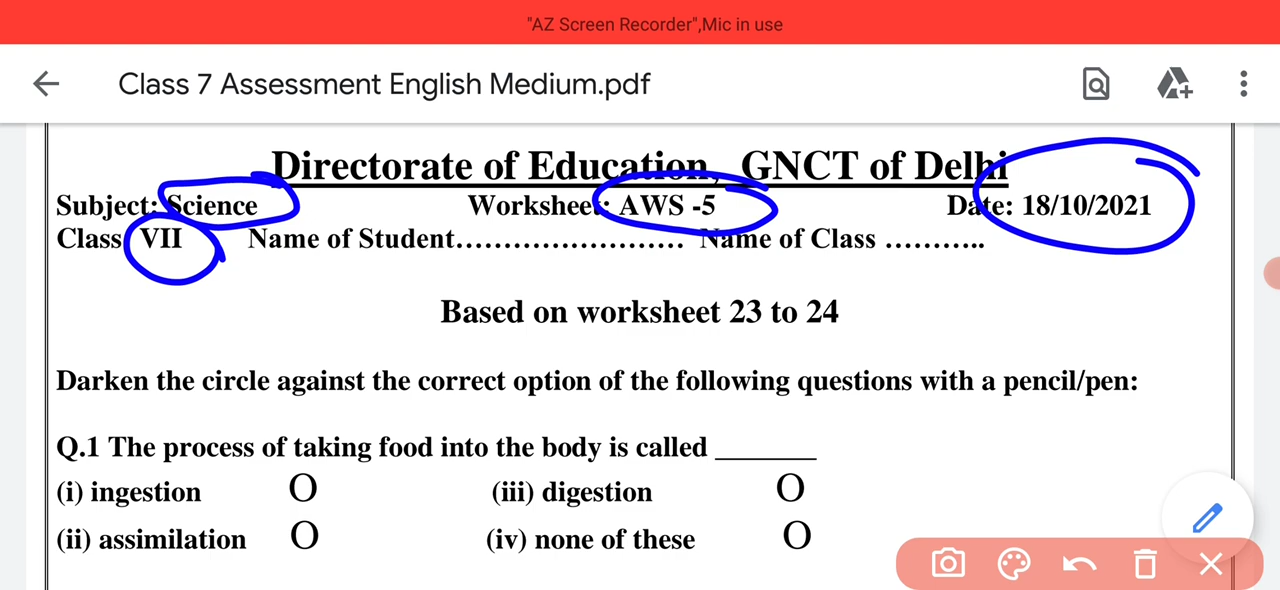 "AZ Screen Recorder",Mic in use
Class 7 Assessment English Medium.pdf
Directorate of Education, GNCT of Delhi
Subject: Science Worksheet: AWS -5 Date: 18/10/2021
Class VII Name of Student........................ Name of Class ...........
Based on worksheet 23 to 24
Darken the circle against the correct option of the following questions with a pencil/pen:
Q.1 The process of taking food into the body is called _______
(i) ingestion O (iii) digestion O
(ii) assimilation O (iv) none of these O